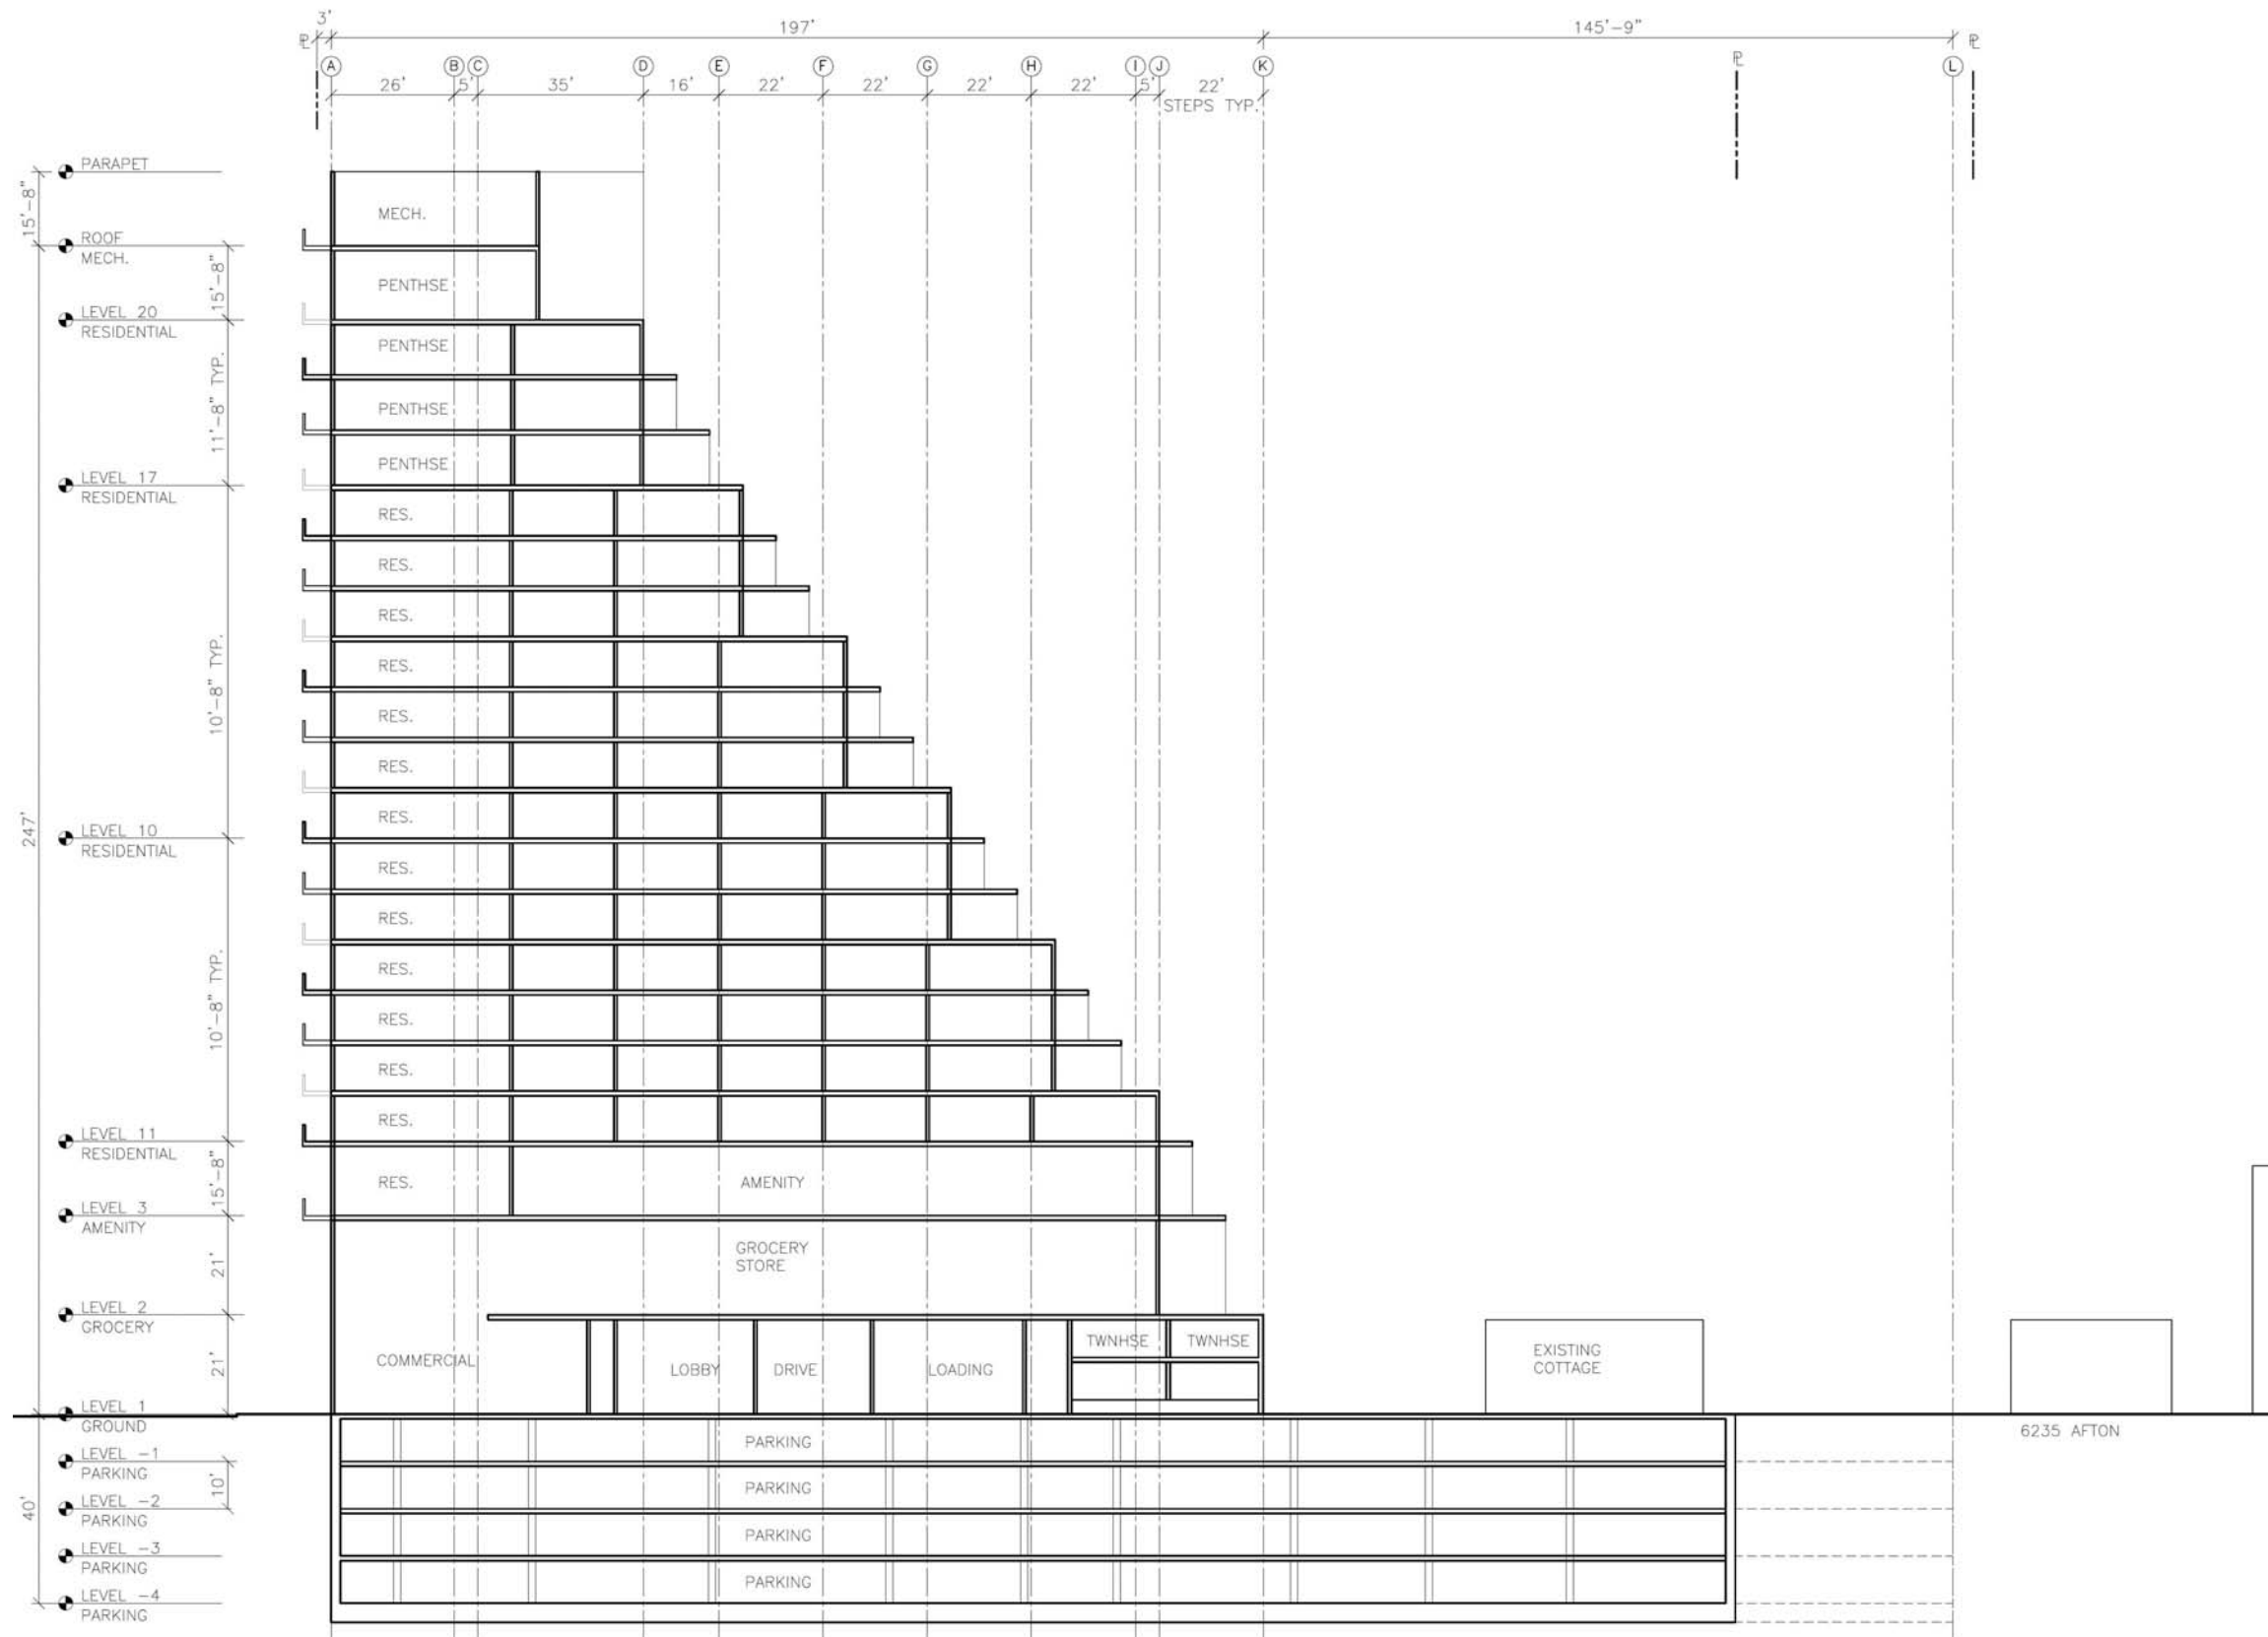 3'
197'
145'-9"
PL
PL
PL
A
B
C
D
E
F
G
H
I
J
K
L
26'
5'
35'
16'
22'
22'
22'
22'
5'
22'
STEPS TYP.
PARAPET
15'-8"
MECH.
ROOF
MECH.
15'-8"
PENTHSE
LEVEL 20
RESIDENTIAL
PENTHSE
11'-8" TYP.
PENTHSE
PENTHSE
LEVEL 17
RESIDENTIAL
RES.
RES.
RES.
10'-8" TYP.
RES.
RES.
RES.
247'
RES.
LEVEL 10
RESIDENTIAL
RES.
RES.
RES.
10'-8" TYP.
RES.
RES.
RES.
LEVEL 11
RESIDENTIAL
15'-8"
RES.
AMENITY
LEVEL 3
AMENITY
21'
GROCERY
STORE
LEVEL 2
GROCERY
21'
COMMERCIAL
LOBBY
DRIVE
LOADING
TWNHSE
TWNHSE
EXISTING
COTTAGE
LEVEL 1
GROUND
6235 AFTON
PARKING
LEVEL -1
PARKING
10'
PARKING
LEVEL -2
PARKING
40'
PARKING
LEVEL -3
PARKING
PARKING
LEVEL -4
PARKING